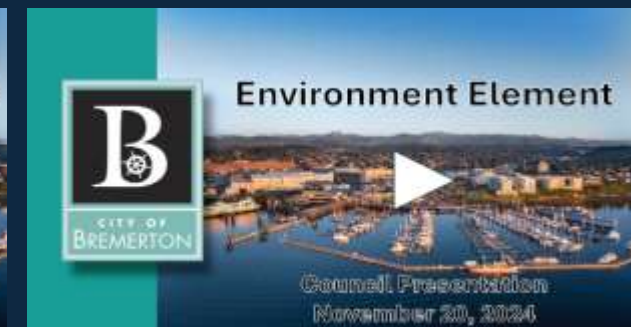 Environment Element
B
CITY OF
BREMERTON
Council Presentation
November 20, 2024